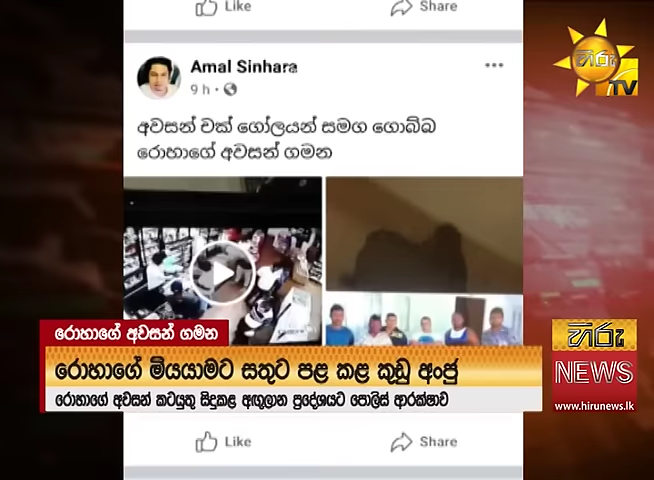 Like
Share
Amal Sinhara
9 h
අවසන් චක් ගෝලයන් සමග ගොබ්බ
රොහාගේ අවසන් ගමන
හිරු
TV
රොහාගේ අවසන් ගමන
රොහාගේ මියයාමට සතුට පළ කළ කුඩු අංජු
රොහාගේ අවසන් කටයුතු සිදුකළ අඟුලාන ප්‍රදේශයට පොලිස් ආරක්ෂාව
හිරු
NEWS
www.hirunews.lk
Like
Share